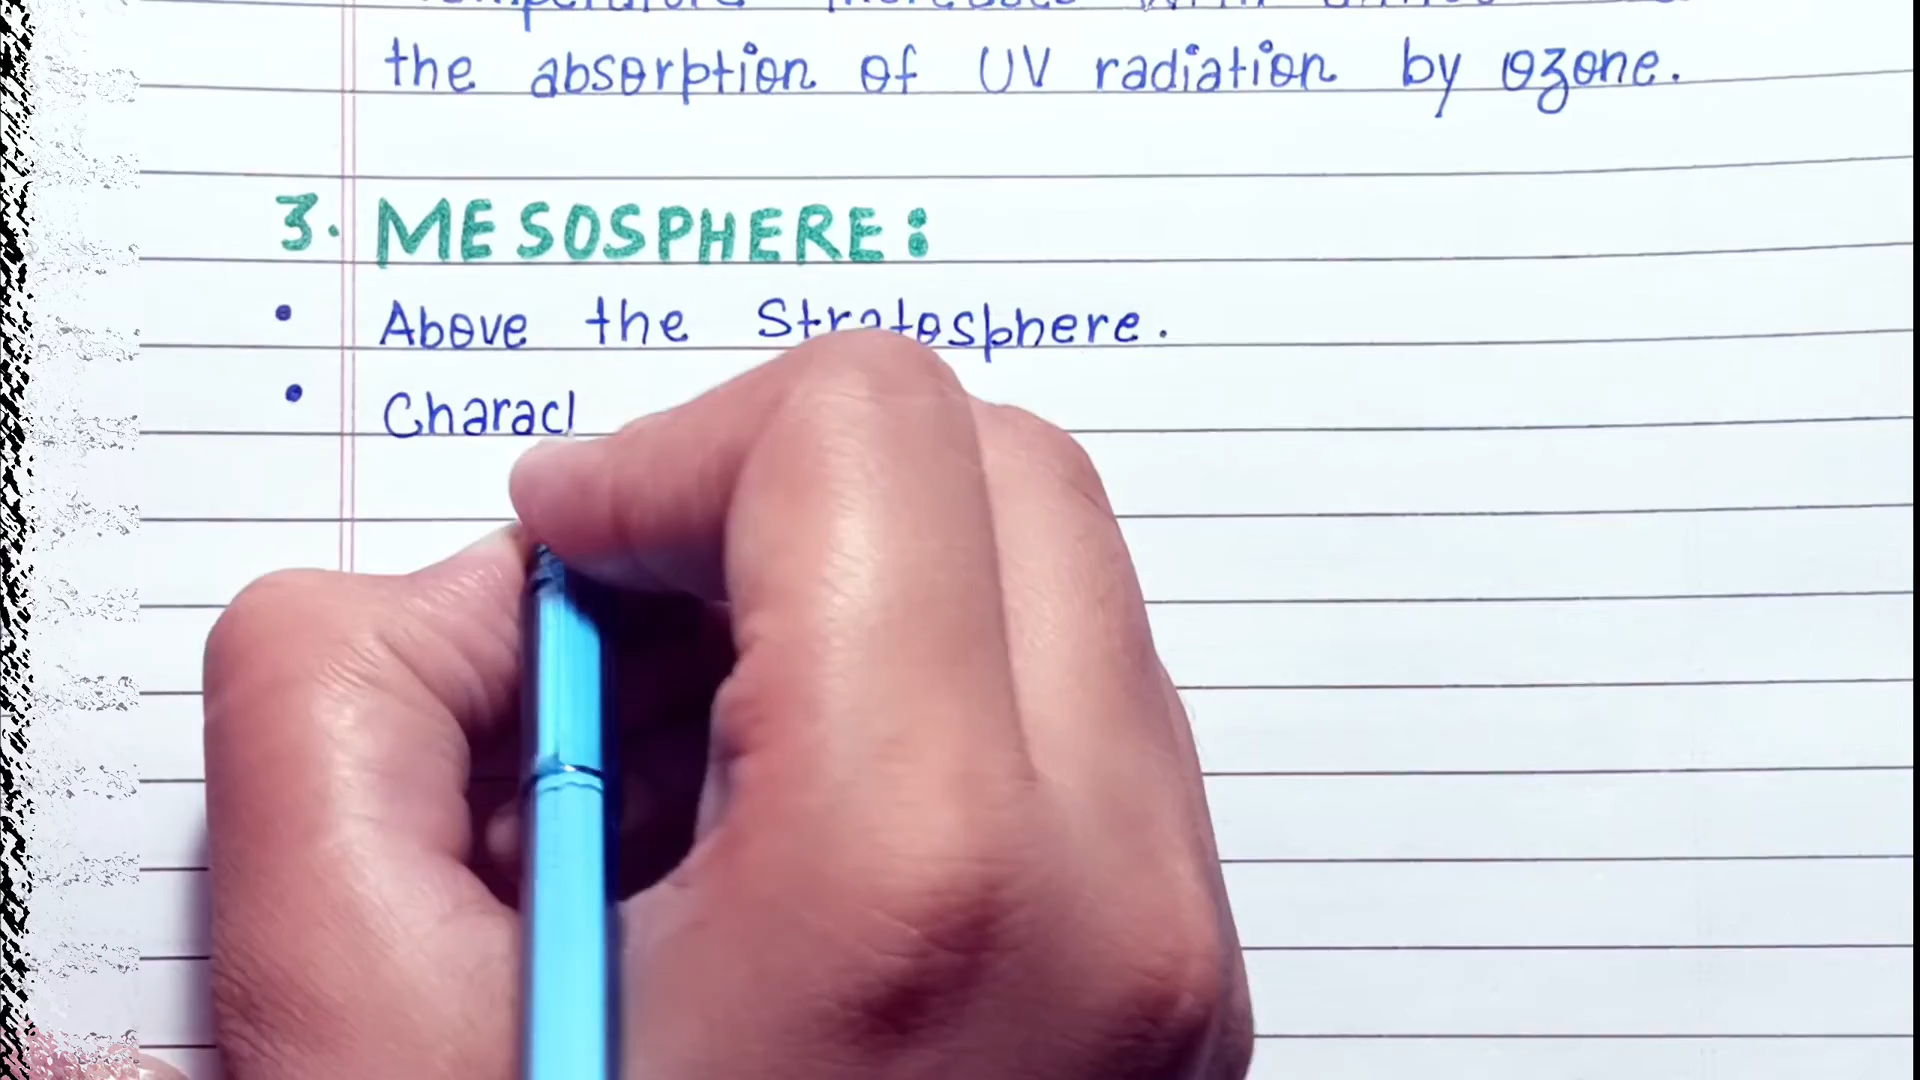 the absorption of UV radiation by ozone.
3. MESOSPHERE:
• Above the Stratosphere.
• Charac